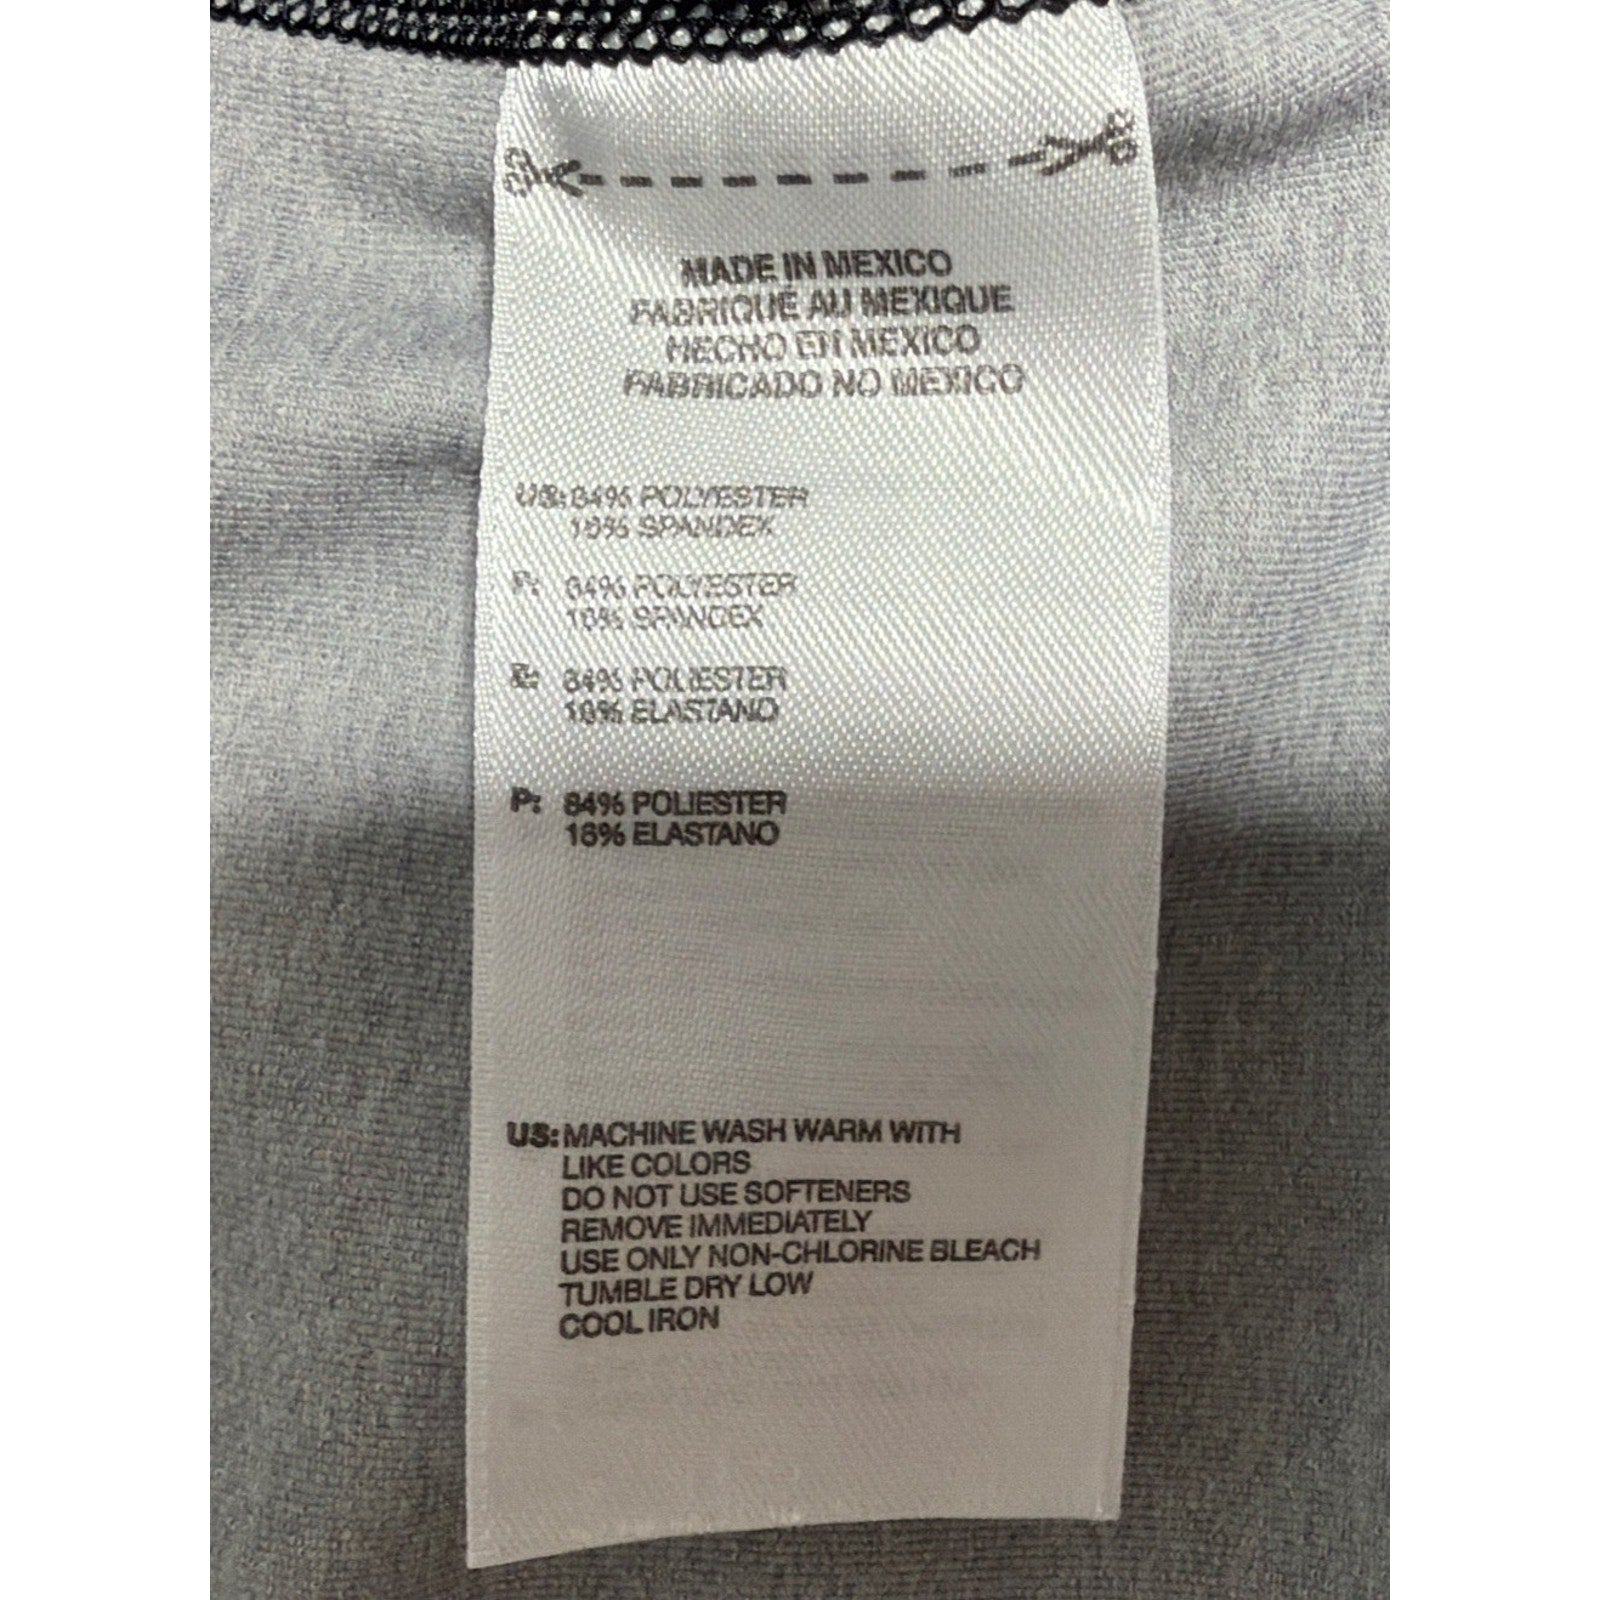 MADE IN MEXICO
FABRIQUÉ AU MEXIQUE
HECHO EN MEXICO
FABRICADO NO MEXICO
US: 84% POLYESTER
16% SPANDEX
F: 84% POLYESTER
16% SPANDEX
E: 84% POLIESTER
16% ELASTANO
P: 84% POLIESTER
16% ELASTANO
US: MACHINE WASH WARM WITH
LIKE COLORS
DO NOT USE SOFTENERS
REMOVE IMMEDIATELY
USE ONLY NON-CHLORINE BLEACH
TUMBLE DRY LOW
COOL IRON